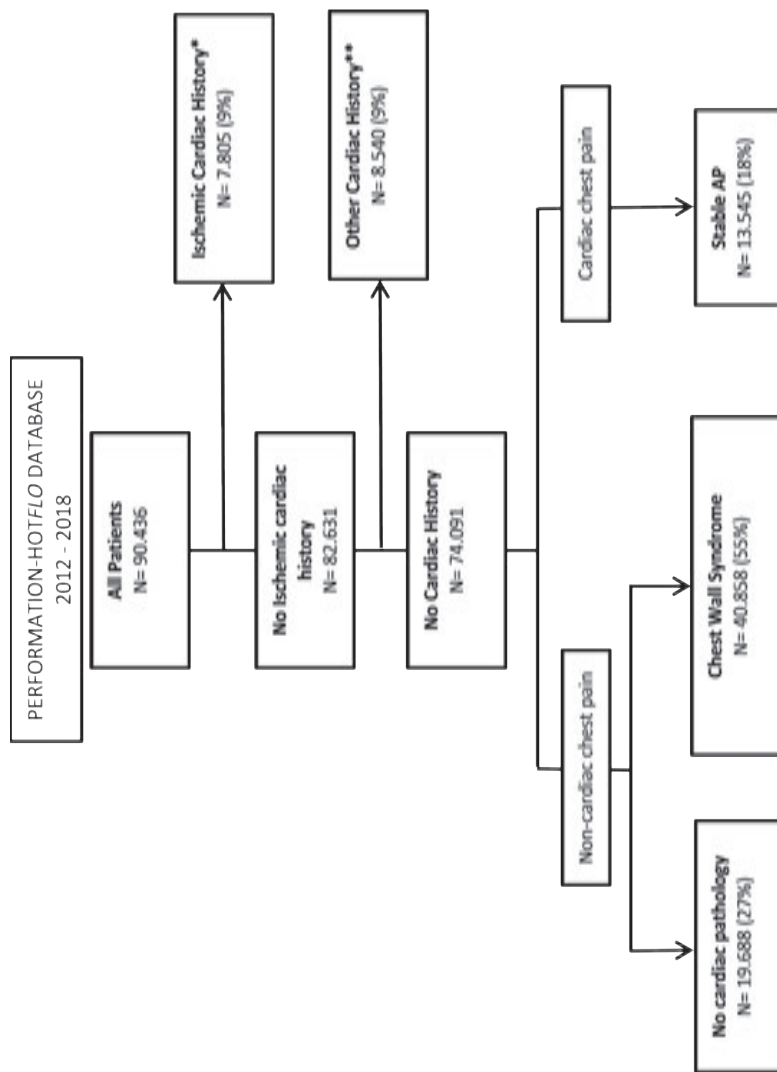 PERFORMATION-HOTFLO DATABASE
2012 - 2018
All Patients
N= 90.436
Ischemic Cardiac History*
N= 7.805 (9%)
No Ischemic cardiac
history
N= 82.631
Other Cardiac History**
N= 8.540 (9%)
No Cardiac History
N= 74.091
Non-cardiac chest pain
Cardiac chest pain
No cardiac pathology
N= 19.688 (27%)
Chest Wall Syndrome
N= 40.858 (55%)
Stable AP
N= 13.545 (18%)